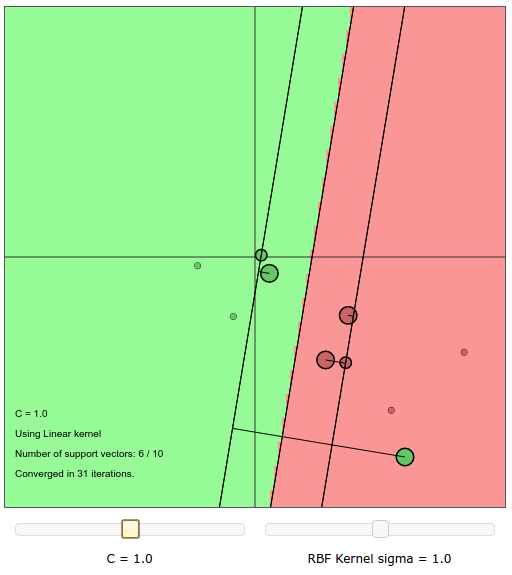 C = 1.0
Using Linear kernel
Number of support vectors: 6 / 10
Converged in 31 iterations.
C = 1.0
RBF Kernel sigma = 1.0